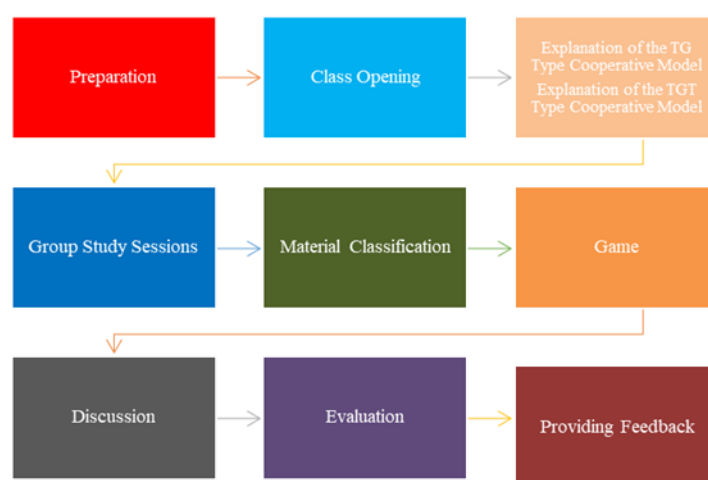 Preparation
Class Opening
Explanation of the TG
Type Cooperative Model
Explanation of the TGT
Type Cooperative Model
Group Study Sessions
Material Classification
Game
Discussion
Evaluation
Providing Feedback